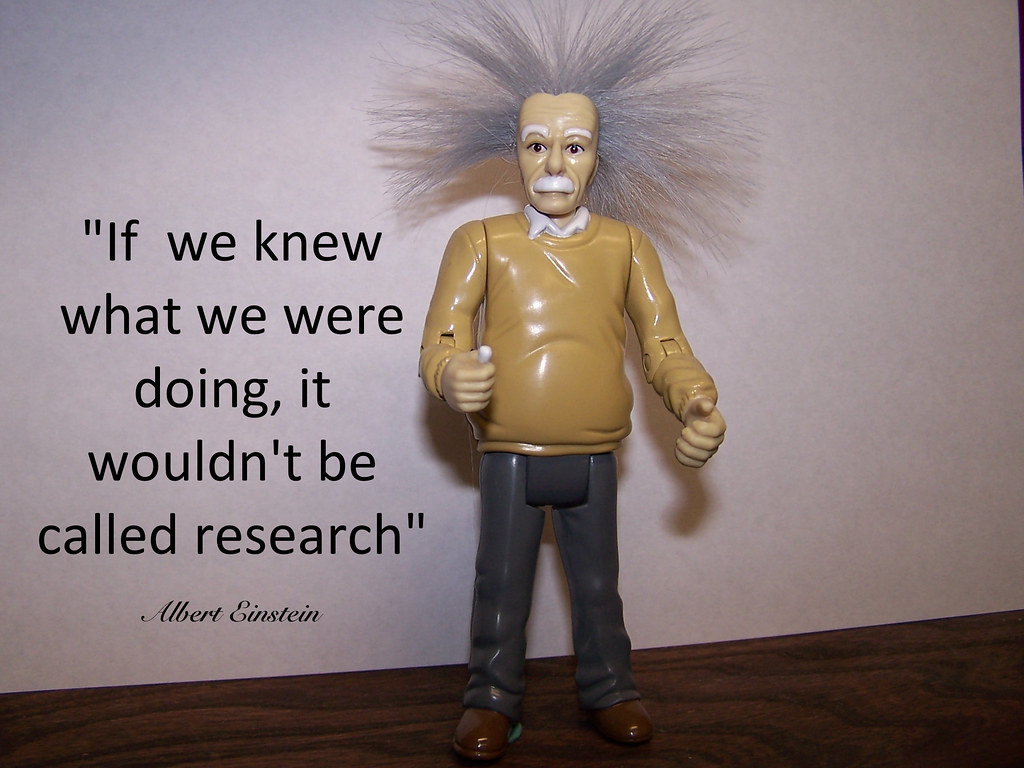 "If  we knew
what we were
doing, it
wouldn't be
called research"
Albert Einstein